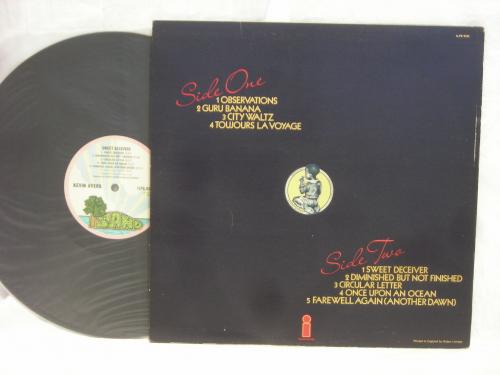 Side One
1 OBSERVATIONS
2 GURU BANANA
3 CITY WALTZ
4 TOUJOURS LA VOYAGE
Side Two
1 SWEET DECEIVER
2 DIMINISHED BUT NOT FINISHED
3 CIRCULAR LETTER
4 ONCE UPON AN OCEAN
5 FAREWELL AGAIN (ANOTHER DAWN)
SWEET DECEIVER
KEVIN AYERS
ISLAND